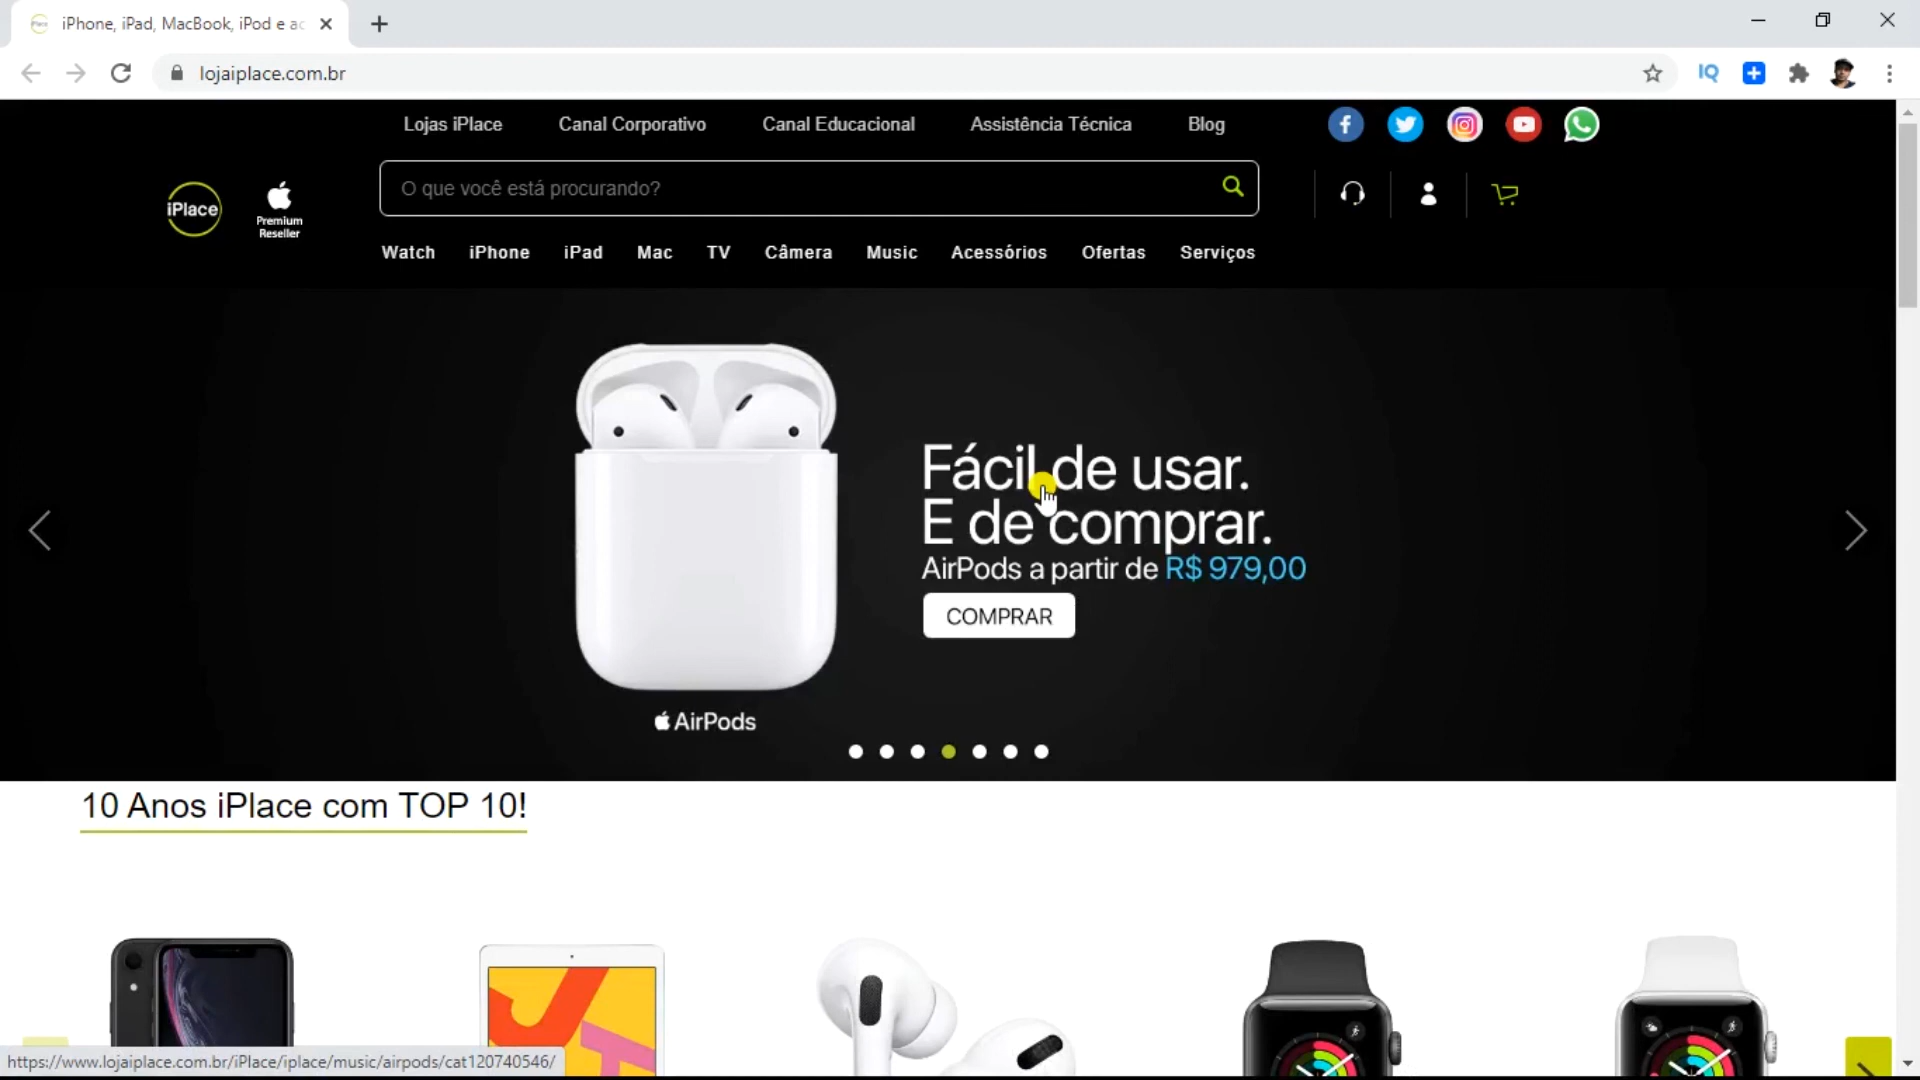 iPhone, iPad, MacBook, iPod e ac
lojaiplace.com.br
IQ
Lojas iPlace
Canal Corporativo
Canal Educacional
Assistência Técnica
Blog
O que você está procurando?
iPlace
Premium
Reseller
Watch
iPhone
iPad
Mac
TV
Câmera
Music
Acessórios
Ofertas
Serviços
Fácil de usar.
E de comprar.
AirPods a partir de R$ 979,00
COMPRAR
AirPods
10 Anos iPlace com TOP 10!
https://www.lojaiplace.com.br/iPlace/iplace/music/airpods/cat120740546/